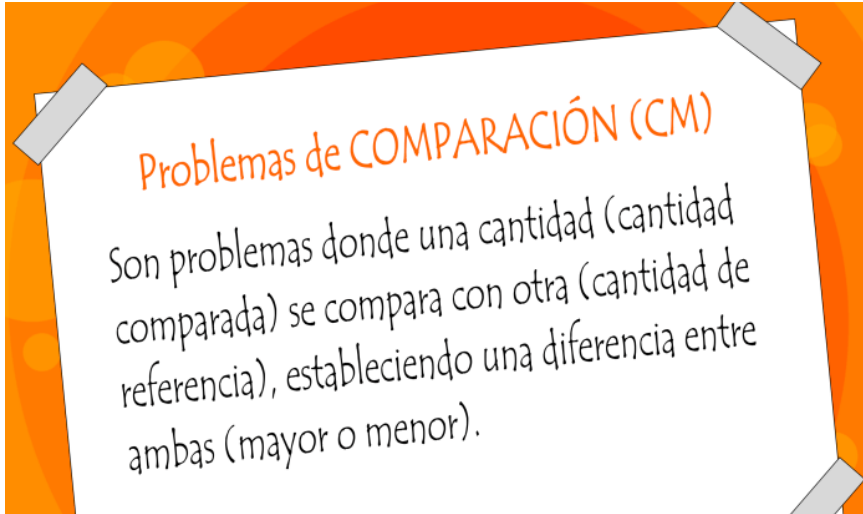 Problemas de COMPARACIÓN (CM)
Son problemas donde una cantidad (cantidad
comparada) se compara con otra (cantidad de
referencia), estableciendo una diferencia entre
ambas (mayor o menor).